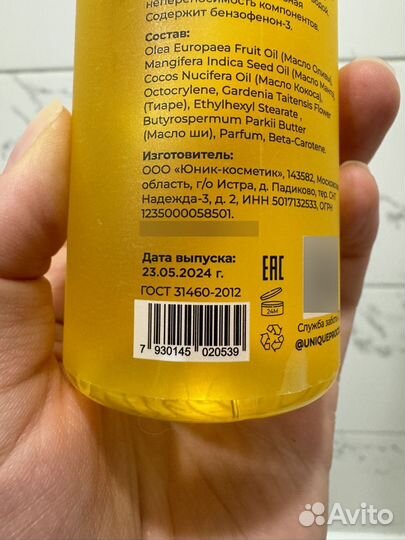 непереносимость компонентов.
Содержит бензофенон-3.
Состав:
Olea Europaea Fruit Oil (Масло Оливы),
Mangifera Indica Seed Oil (Масло Манго),
Cocos Nucifera Oil (Масло Кокоса),
Octocrylene, Gardenia Taitensis Flower
(Тиаре), Ethylhexyl Stearate ,
Butyrospermum Parkii Butter
(Масло ши), Parfum, Beta-Carotene.
Изготовитель:
ООО «Юник-косметик», 143582, Московская
область, г/о Истра, д. Падиково, тер. СНТ
Надежда-3, д. 2, ИНН 5017132533, ОГРН
1235000058501.
Дата выпуска:
23.05.2024 г.
ГОСТ 31460-2012
EAC
24M
7 930145 020539
Служба заботы
@UNIQUEPRO
Avito